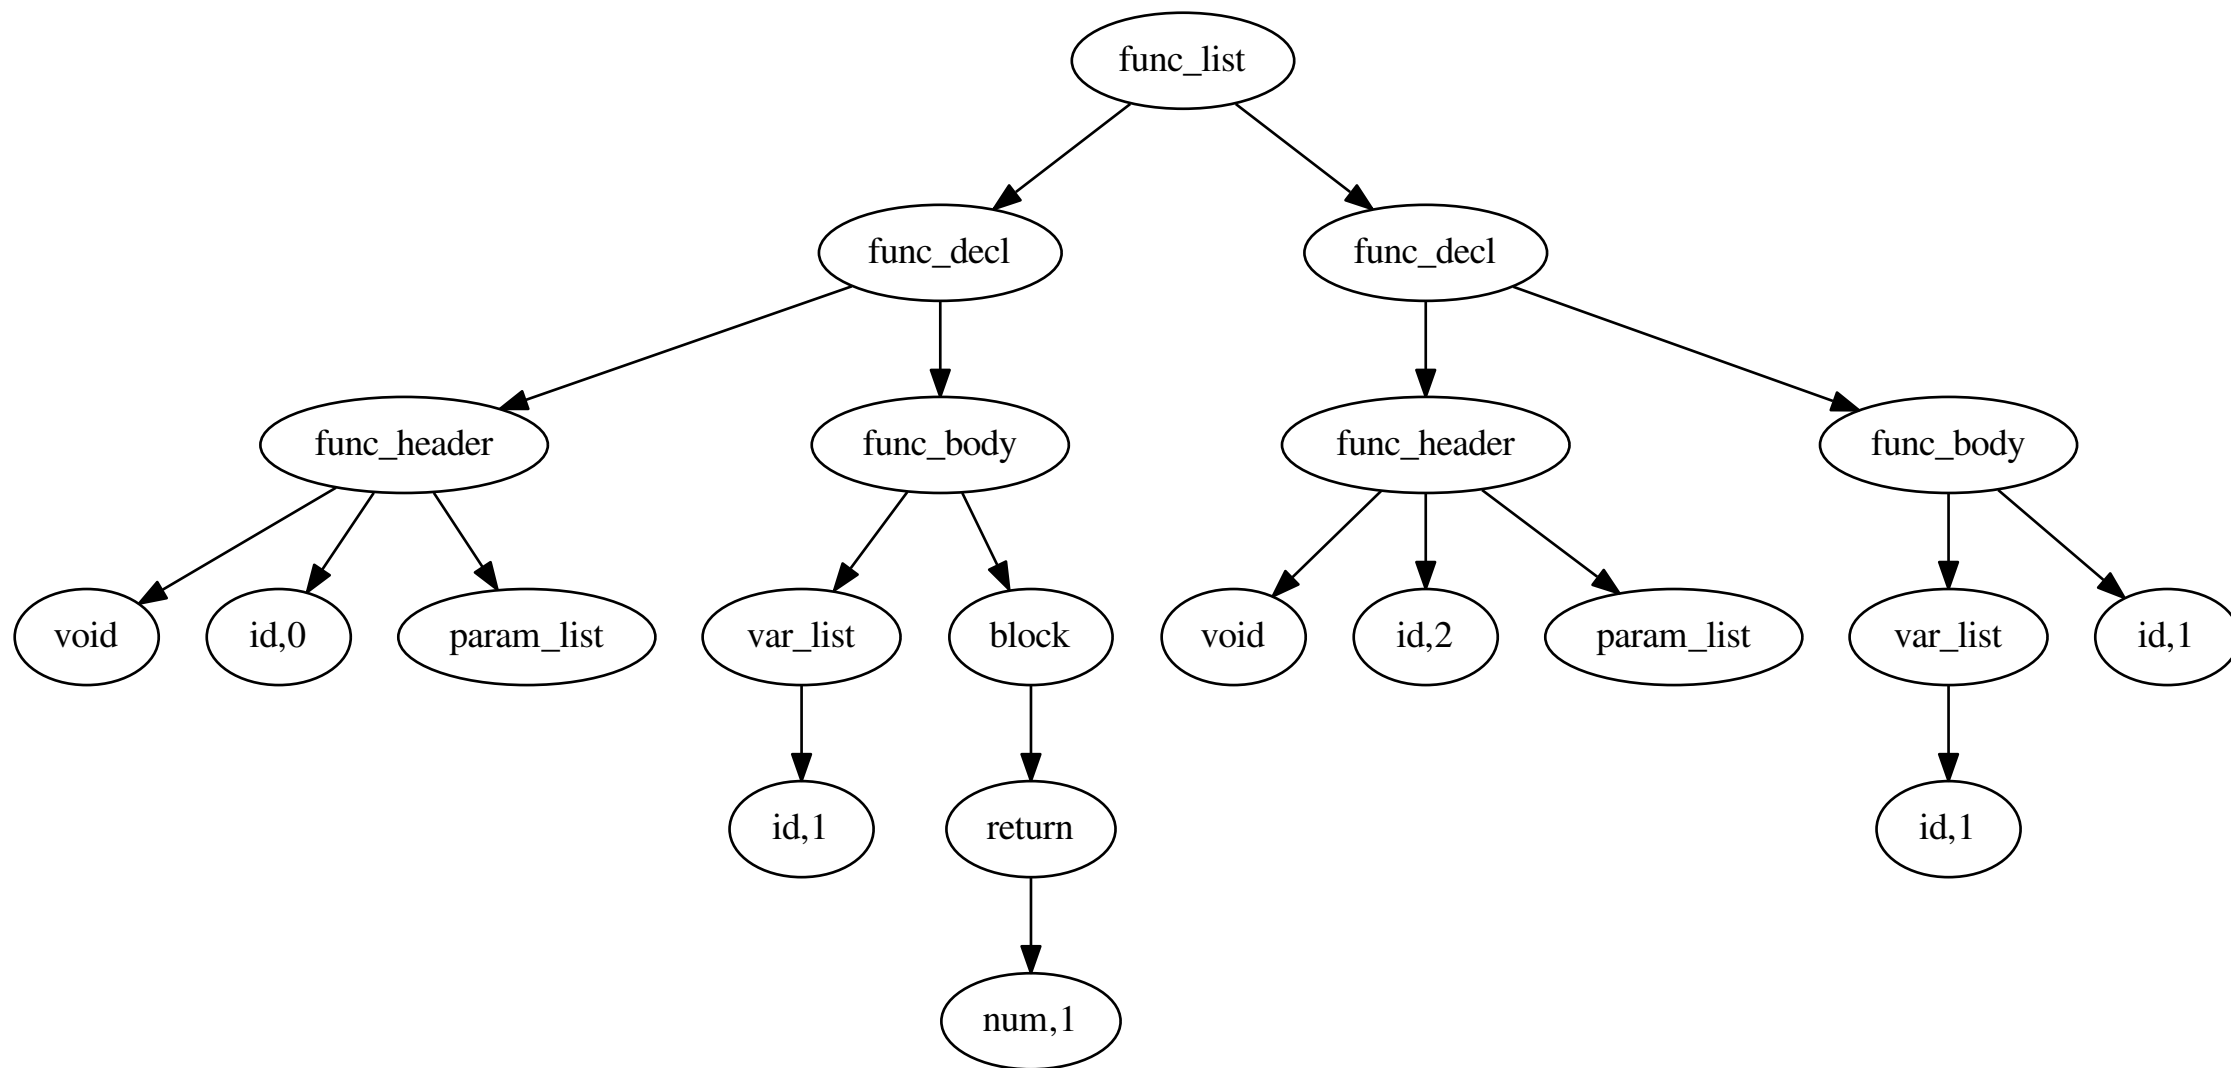 func_list
func_decl
func_decl
func_header
func_body
func_header
func_body
void
id,0
param_list
var_list
block
void
id,2
param_list
var_list
id,1
id,1
return
id,1
num,1